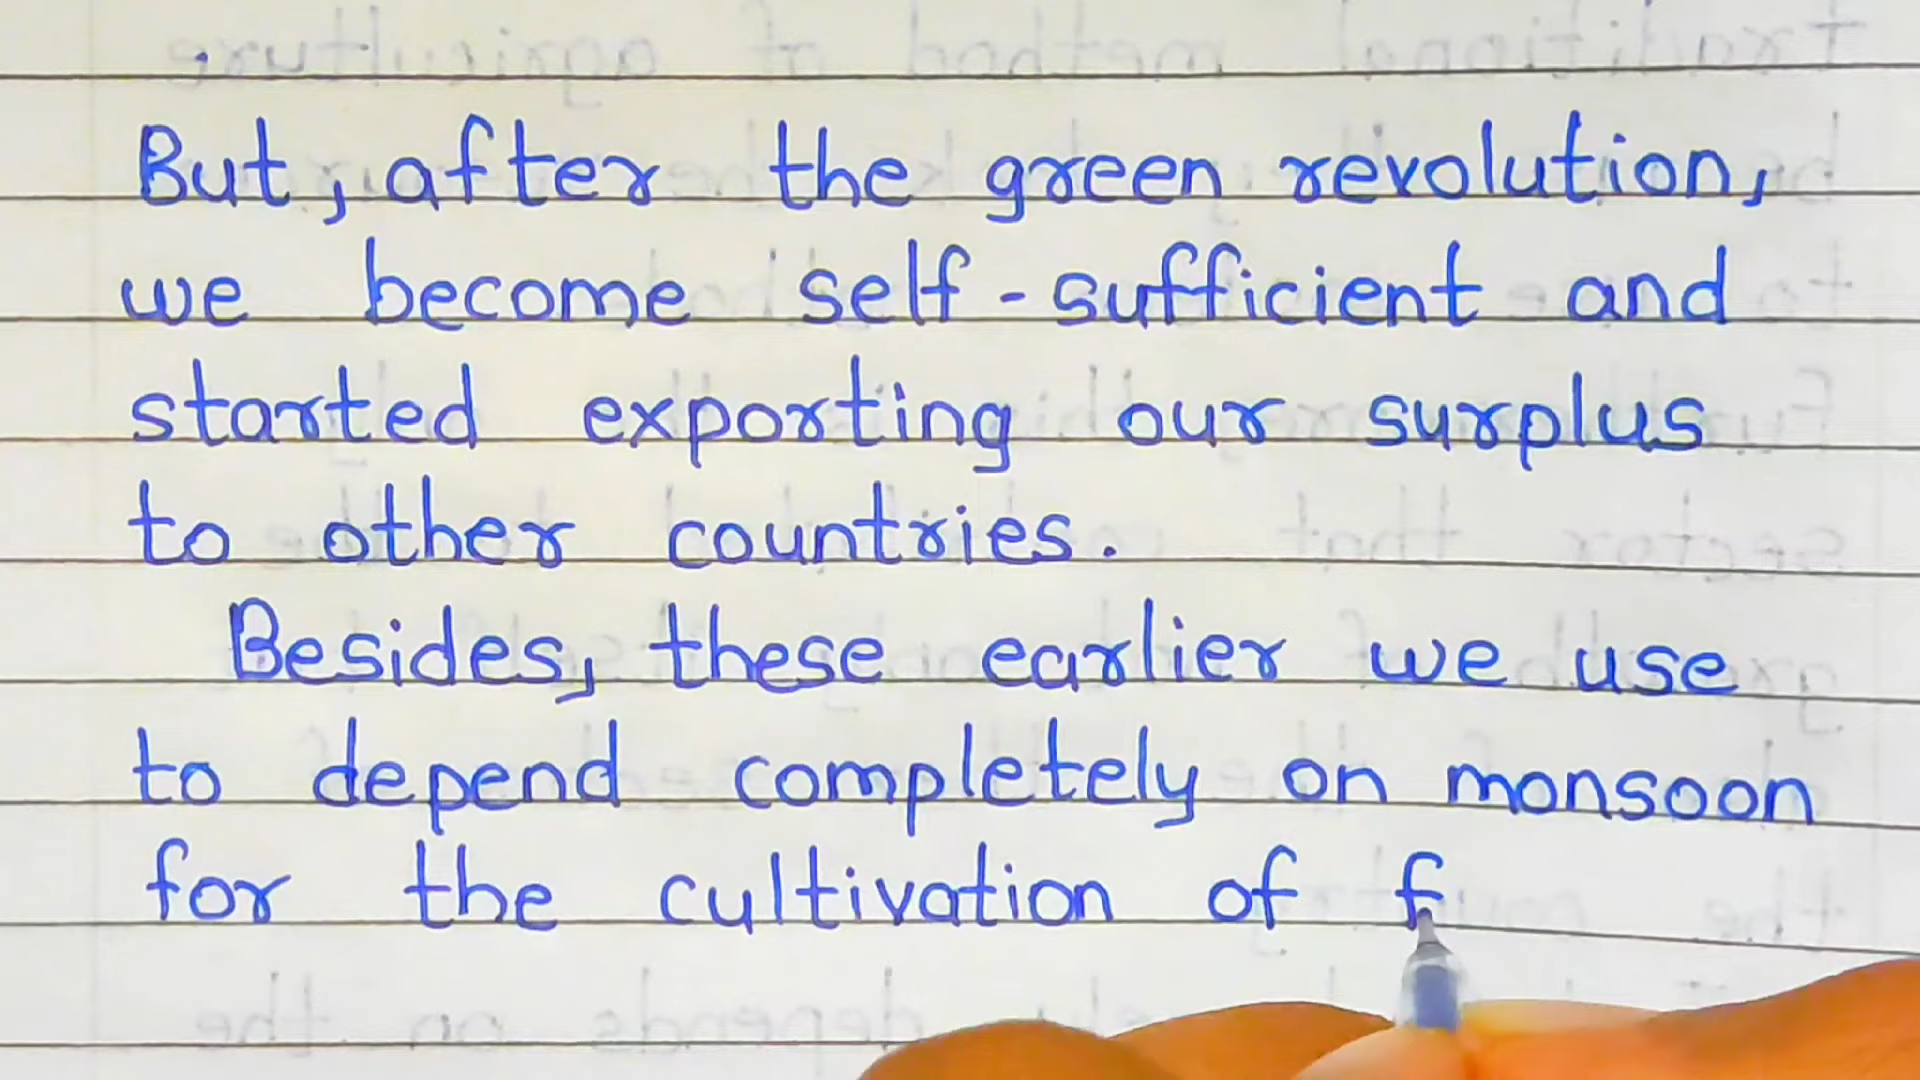 But, after the green revolution,
we become self-sufficient and
started exporting our surplus
to other countries.
Besides, these earlier we use
to depend completely on monsoon
for the cultivation of f